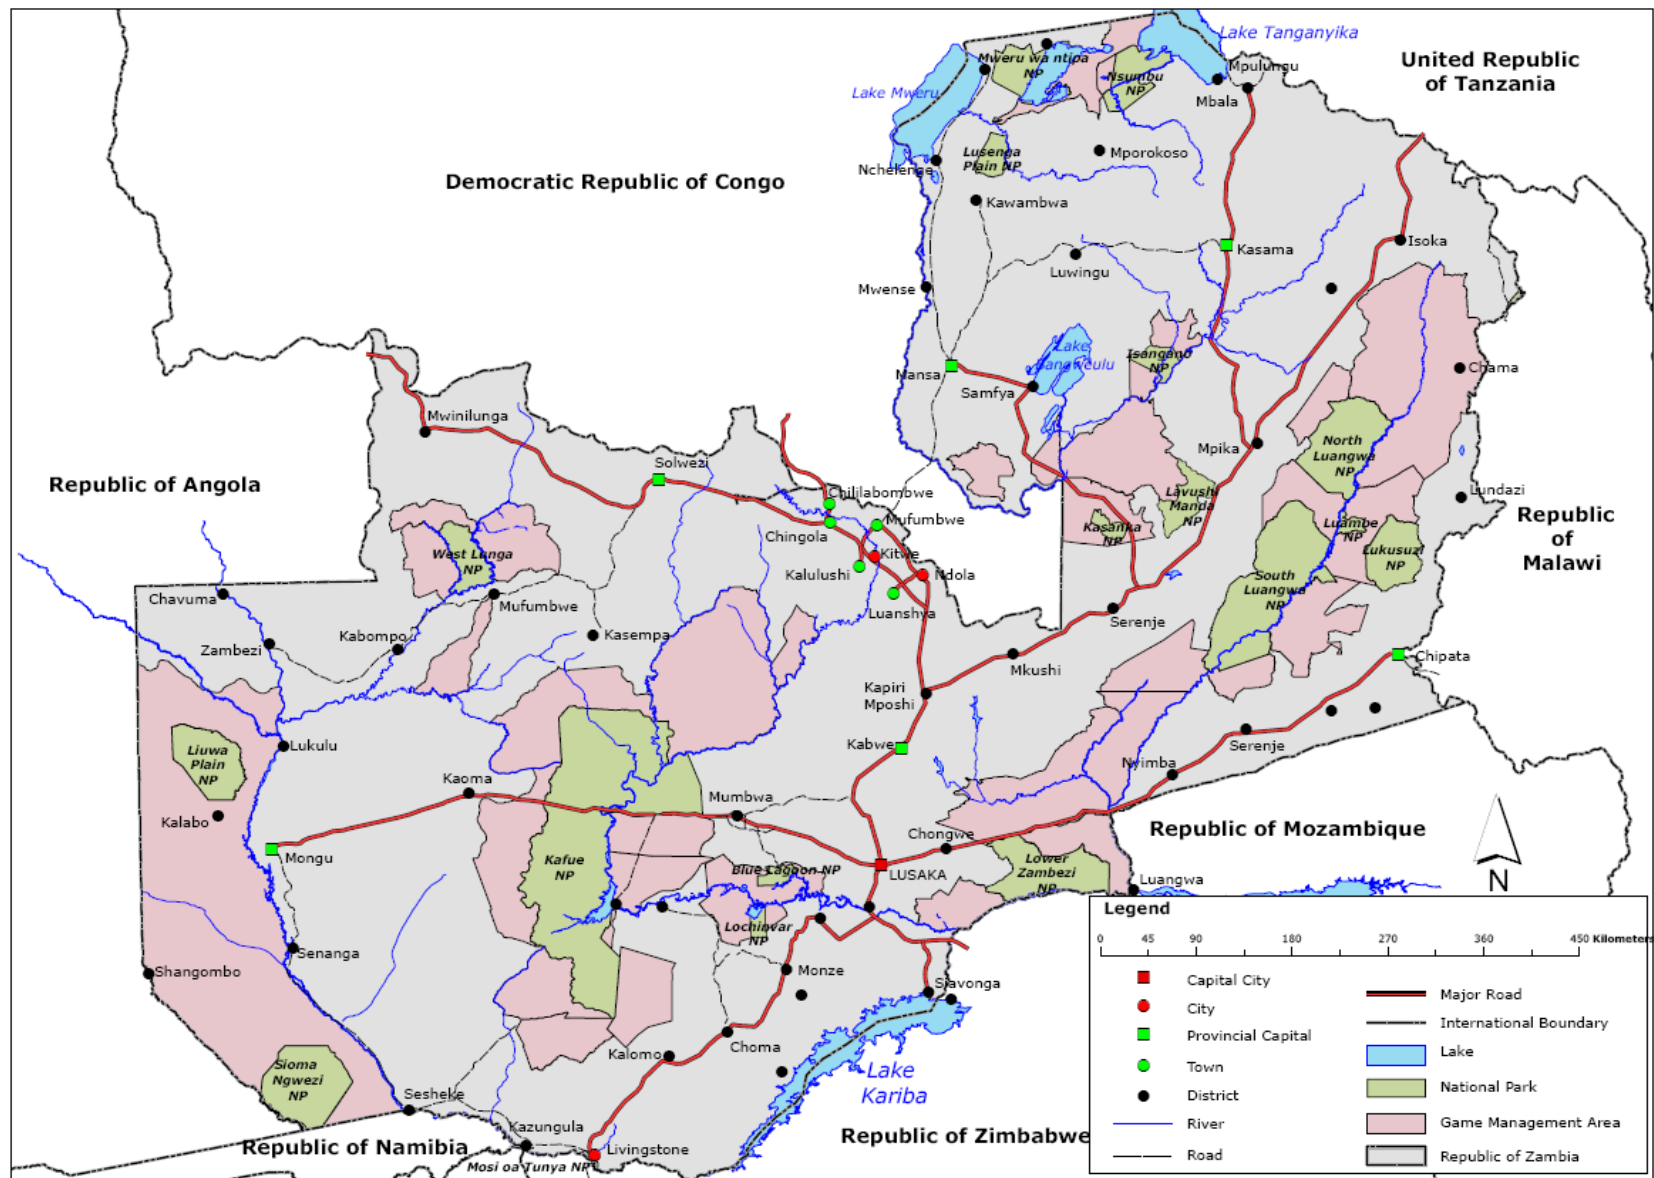 Lake Tanganyika
United Republic
of Tanzania
Mweru wa ntipa
NP
Nsumbu
NP
Mpulungu
Mbala
Lake Mweru
Lusenga
Plain NP
Mporokoso
Nchelenge
Democratic Republic of Congo
Kawambwa
Kasama
Isoka
Luwingu
Mwense
Lake
Bangweulu
Isangano
NP
Nansa
Samfya
Chama
Mwinilunga
Mpika
North
Luangwa
NP
Solwezi
Republic of Angola
Lavushi
Manda
NP
Lundazi
Chililabombwe
Mufumbwe
Kasanka
NP
Luambe
NP
Republic
of
Malawi
Chingola
Kitwe
Lukusuzi
NP
West Lunga
NP
Kalulushi
Ndola
South
Luangwa
NP
Chavuma
Mufumbwe
Luanshya
Serenje
Kabompo
Kasempa
Zambezi
Mkushi
Chipata
Kapiri
Mposhi
Lukulu
Kabwe
Serenje
Liuwa
Plain
NP
Nyimba
Kaoma
Mumbwa
Kalabo
Chongwe
Republic of Mozambique
Mongu
Kafue
NP
Blue Lagoon NP
LUSAKA
Lower
Zambezi
NP
Luangwa
N
Lochinvar
NP
Senanga
Shangombo
Monze
Siavonga
Choma
Kalomo
Lake
Kariba
Sioma
Ngwezi
NP
Sesheke
Kazungula
Republic of Namibia
Livingstone
Mosi oa Tunya NP
Republic of Zimbabwe
Legend
0 45 90 180 270 360 450 Kilometers
Capital City
City
Provincial Capital
Town
District
River
Road
Major Road
International Boundary
Lake
National Park
Game Management Area
Republic of Zambia